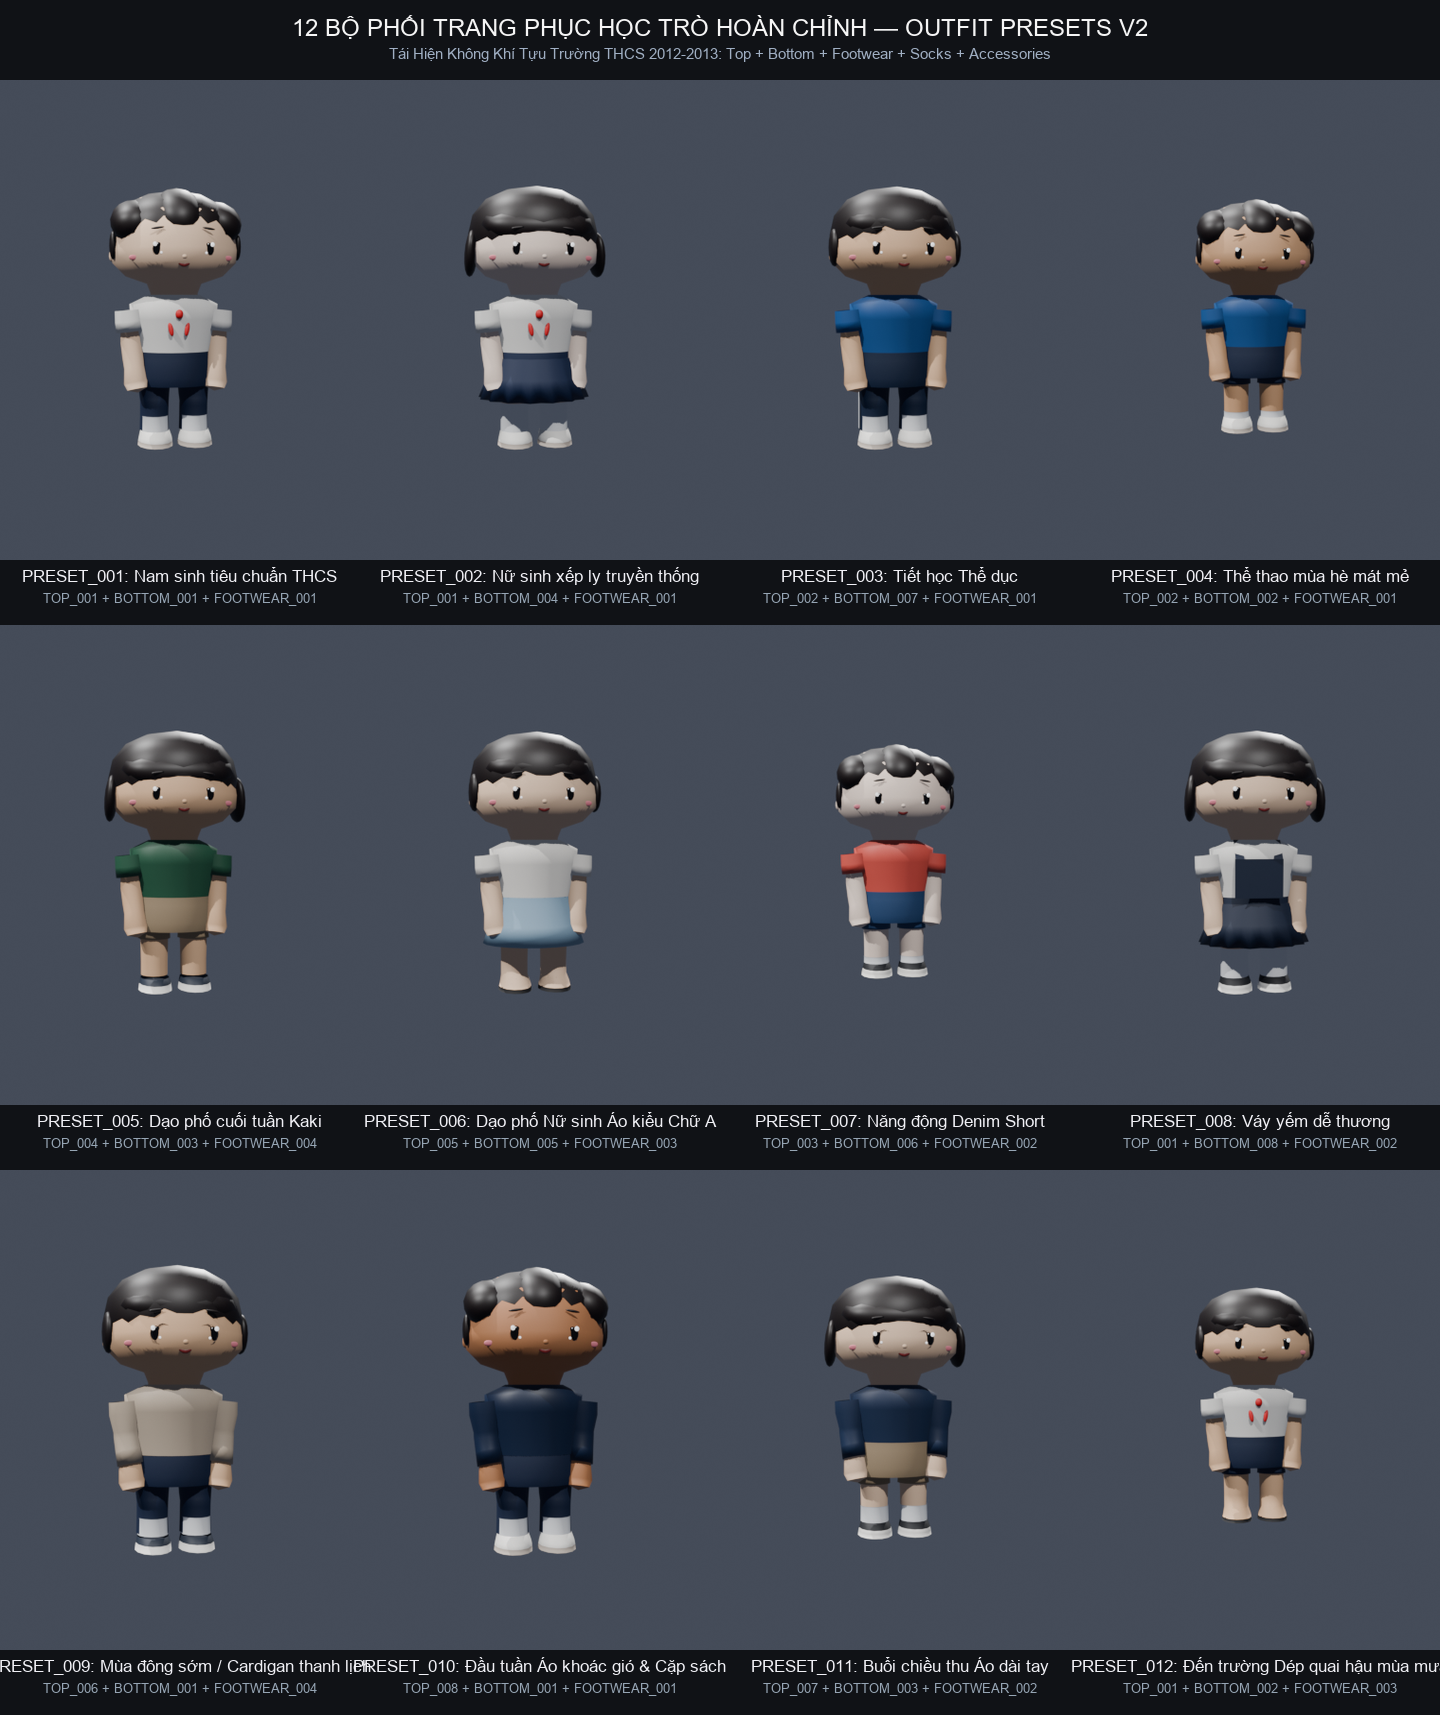 12 BỘ PHỐI TRANG PHỤC HỌC TRÒ HOÀN CHỈNH — OUTFIT PRESETS V2
Tái Hiện Không Khí Tựu Trường THCS 2012-2013: Top + Bottom + Footwear + Socks + Accessories
PRESET_001: Nam sinh tiêu chuẩn THCS
TOP_001 + BOTTOM_001 + FOOTWEAR_001
PRESET_002: Nữ sinh xếp ly truyền thống
TOP_001 + BOTTOM_004 + FOOTWEAR_001
PRESET_003: Tiết học Thể dục
TOP_002 + BOTTOM_007 + FOOTWEAR_001
PRESET_004: Thể thao mùa hè mát mẻ
TOP_002 + BOTTOM_002 + FOOTWEAR_001
PRESET_005: Dạo phố cuối tuần Kaki
TOP_004 + BOTTOM_003 + FOOTWEAR_004
PRESET_006: Dạo phố Nữ sinh Áo kiểu Chữ A
TOP_005 + BOTTOM_005 + FOOTWEAR_003
PRESET_007: Năng động Denim Short
TOP_003 + BOTTOM_006 + FOOTWEAR_002
PRESET_008: Váy yếm dễ thương
TOP_001 + BOTTOM_008 + FOOTWEAR_002
RESET_009: Mùa đông sớm / Cardigan thanh lịch
TOP_006 + BOTTOM_001 + FOOTWEAR_004
PRESET_010: Đầu tuần Áo khoác gió & Cặp sách
TOP_008 + BOTTOM_001 + FOOTWEAR_001
PRESET_011: Buổi chiều thu Áo dài tay
TOP_007 + BOTTOM_003 + FOOTWEAR_002
PRESET_012: Đến trường Dép quai hậu mùa mư
TOP_001 + BOTTOM_002 + FOOTWEAR_003